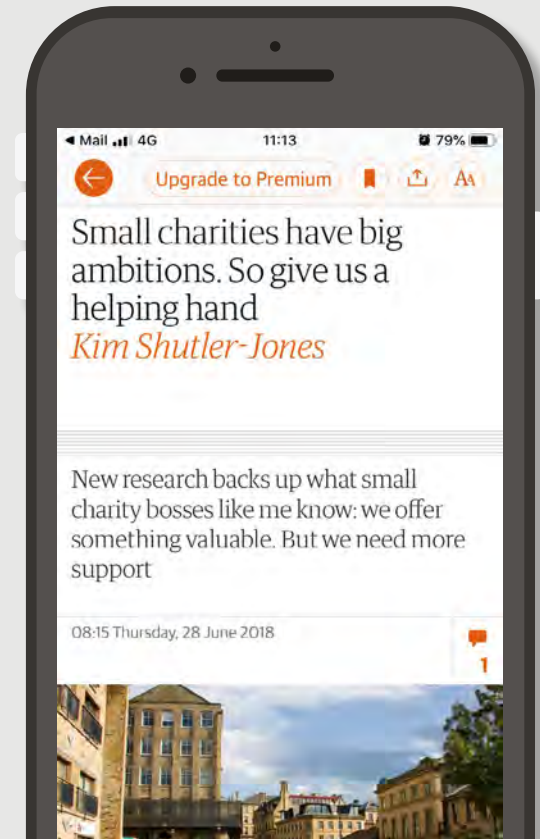 Mail 4G 11:13 79%
Upgrade to Premium AA
Small charities have big
ambitions. So give us a
helping hand
Kim Shutler-Jones
New research backs up what small
charity bosses like me know: we offer
something valuable. But we need more
support
08:15 Thursday, 28 June 2018
1